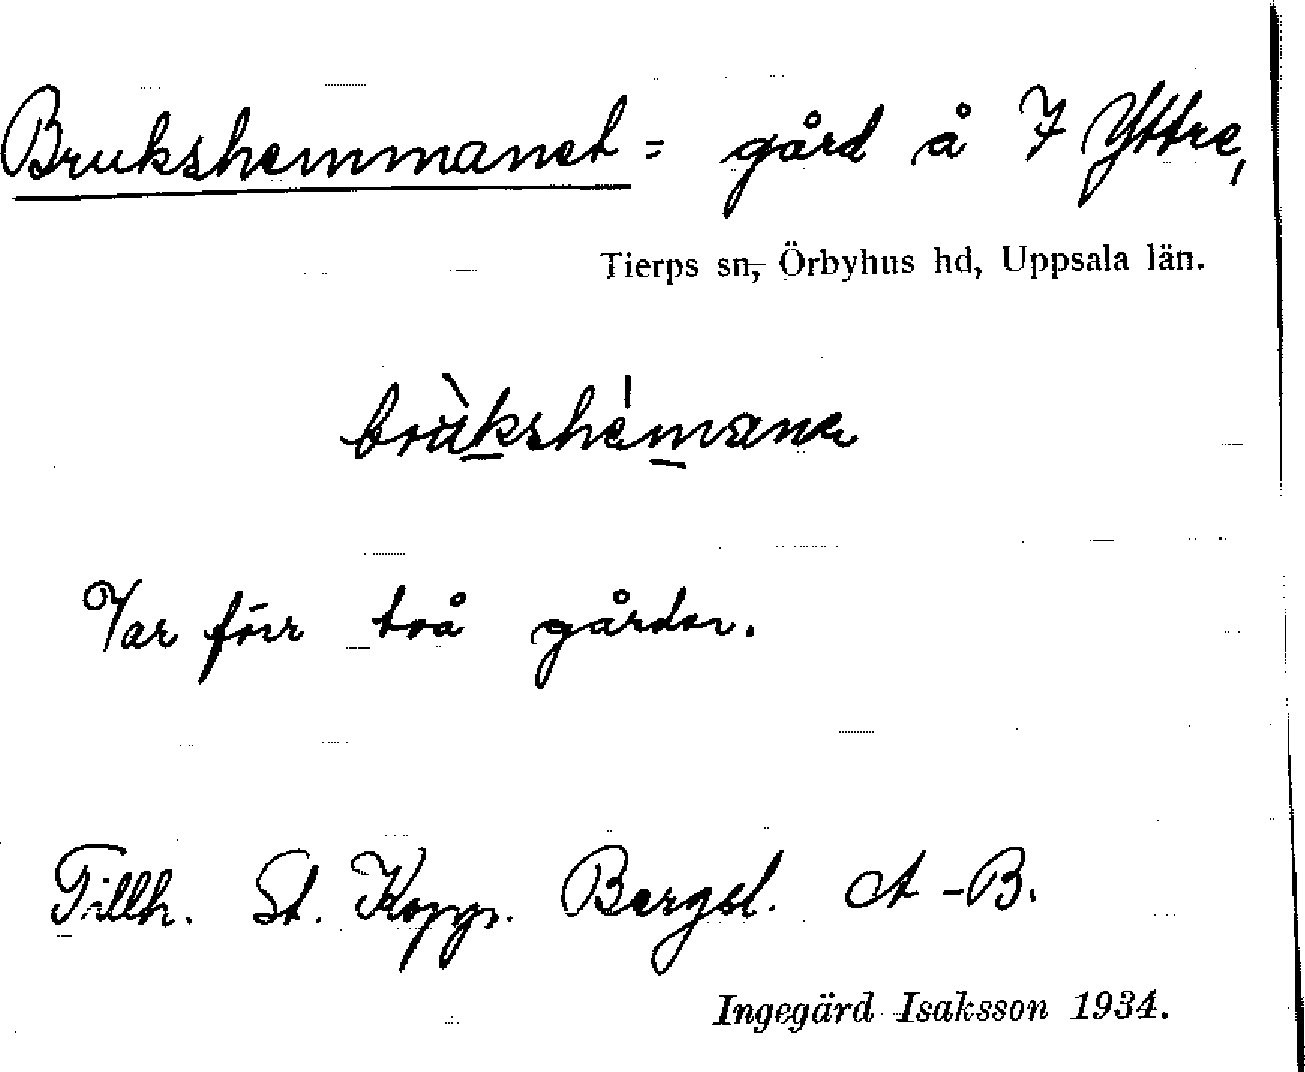 Brukshemmanet = gård å 7 Yttre,
Tierps sn, Örbyhus hd, Uppsala län.
brùkshémanə
Var förr två gårdar.
Tillh. St. Kopp. Bergsl. A-B.
Ingegärd Isaksson 1934.